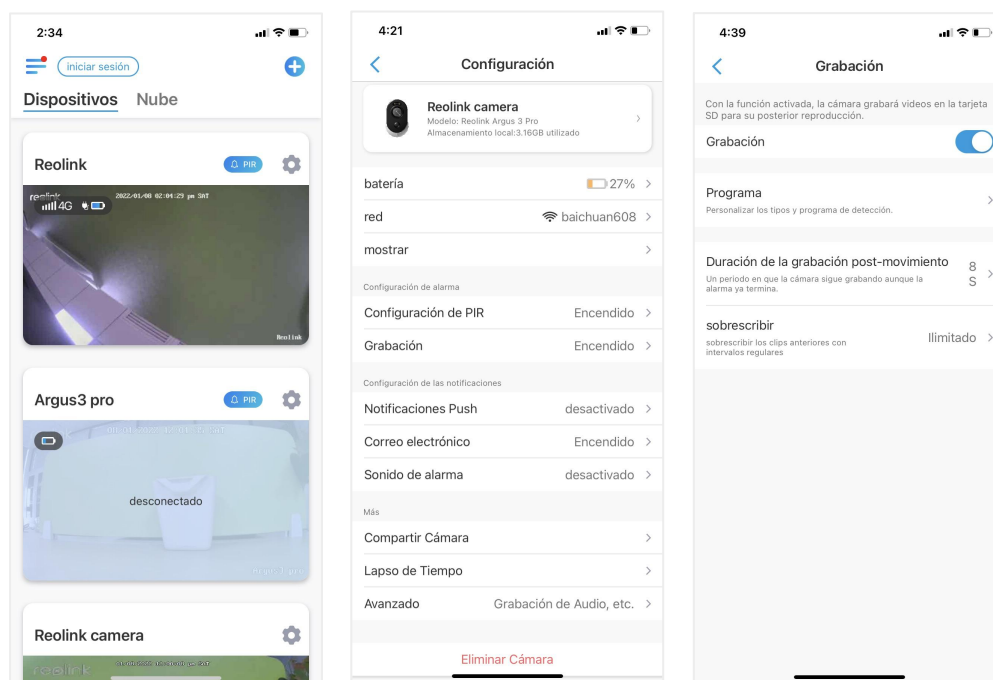 2:34
iniciar sesión
Dispositivos Nube
Reolink PIR
reolink 2022/01/08 02:04:29 pm SAT
4G
Reolink
Argus3 pro PIR
desconectado
Argus 3 pro
Reolink camera
reolink
4:21
Configuración
Reolink camera
Modelo: Reolink Argus 3 Pro
Almacenamiento local:3.16GB utilizado
batería 27%
red baichuan608
mostrar
Configuración de alarma
Configuración de PIR Encendido
Grabación Encendido
Configuración de las notificaciones
Notificaciones Push desactivado
Correo electrónico Encendido
Sonido de alarma desactivado
Más
Compartir Cámara
Lapso de Tiempo
Avanzado Grabación de Audio, etc.
Eliminar Cámara
4:39
Grabación
Con la función activada, la cámara grabará videos en la tarjeta
SD para su posterior reproducción.
Grabación
Programa
Personalizar los tipos y programa de detección.
Duración de la grabación post-movimiento 8
S
Un periodo en que la cámara sigue grabando aunque la
alarma ya termina.
sobrescribir Ilimitado
sobrescribir los clips anteriores con
intervalos regulares